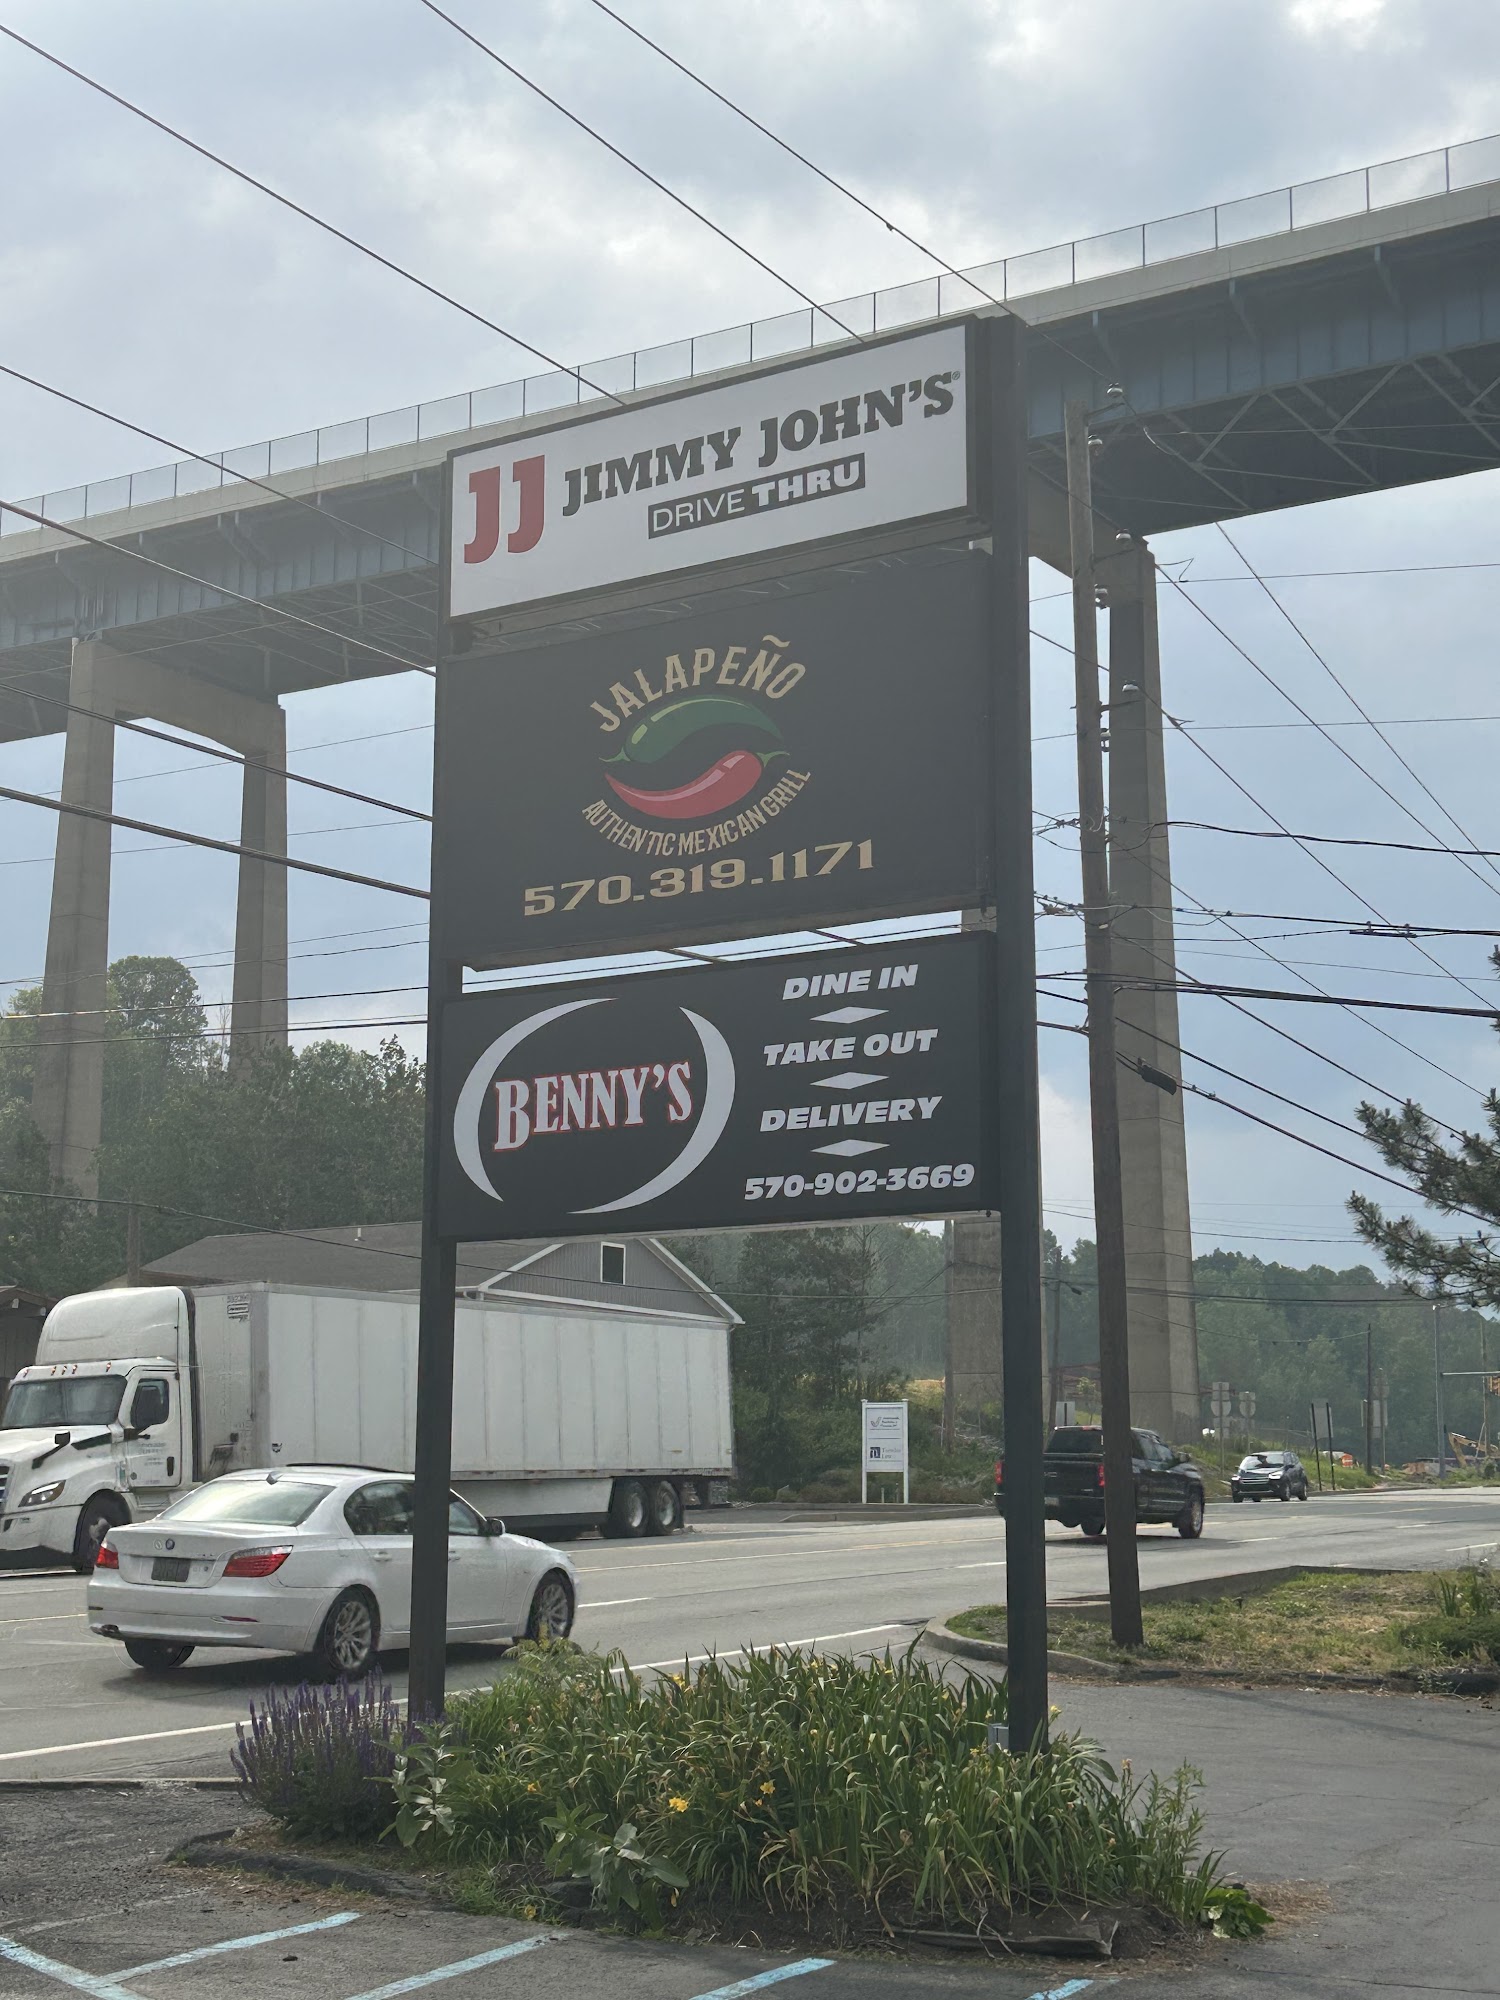 JJ JIMMY JOHN'S®
DRIVE THRU
JALAPEÑO
AUTHENTIC MEXICAN GRILL
570.319.1171
BENNY'S
DINE IN
TAKE OUT
DELIVERY
570-902-3669